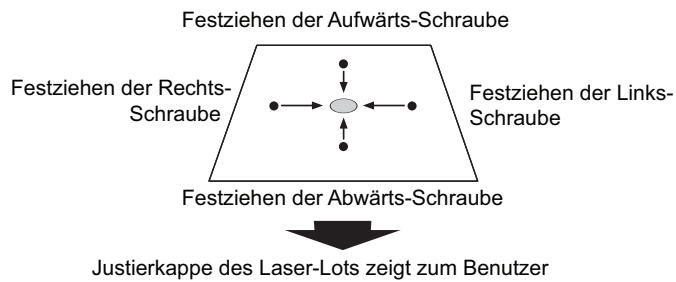 Festziehen der Aufwärts-Schraube
Festziehen der Rechts-
Schraube
Festziehen der Links-
Schraube
Festziehen der Abwärts-Schraube
Justierkappe des Laser-Lots zeigt zum Benutzer